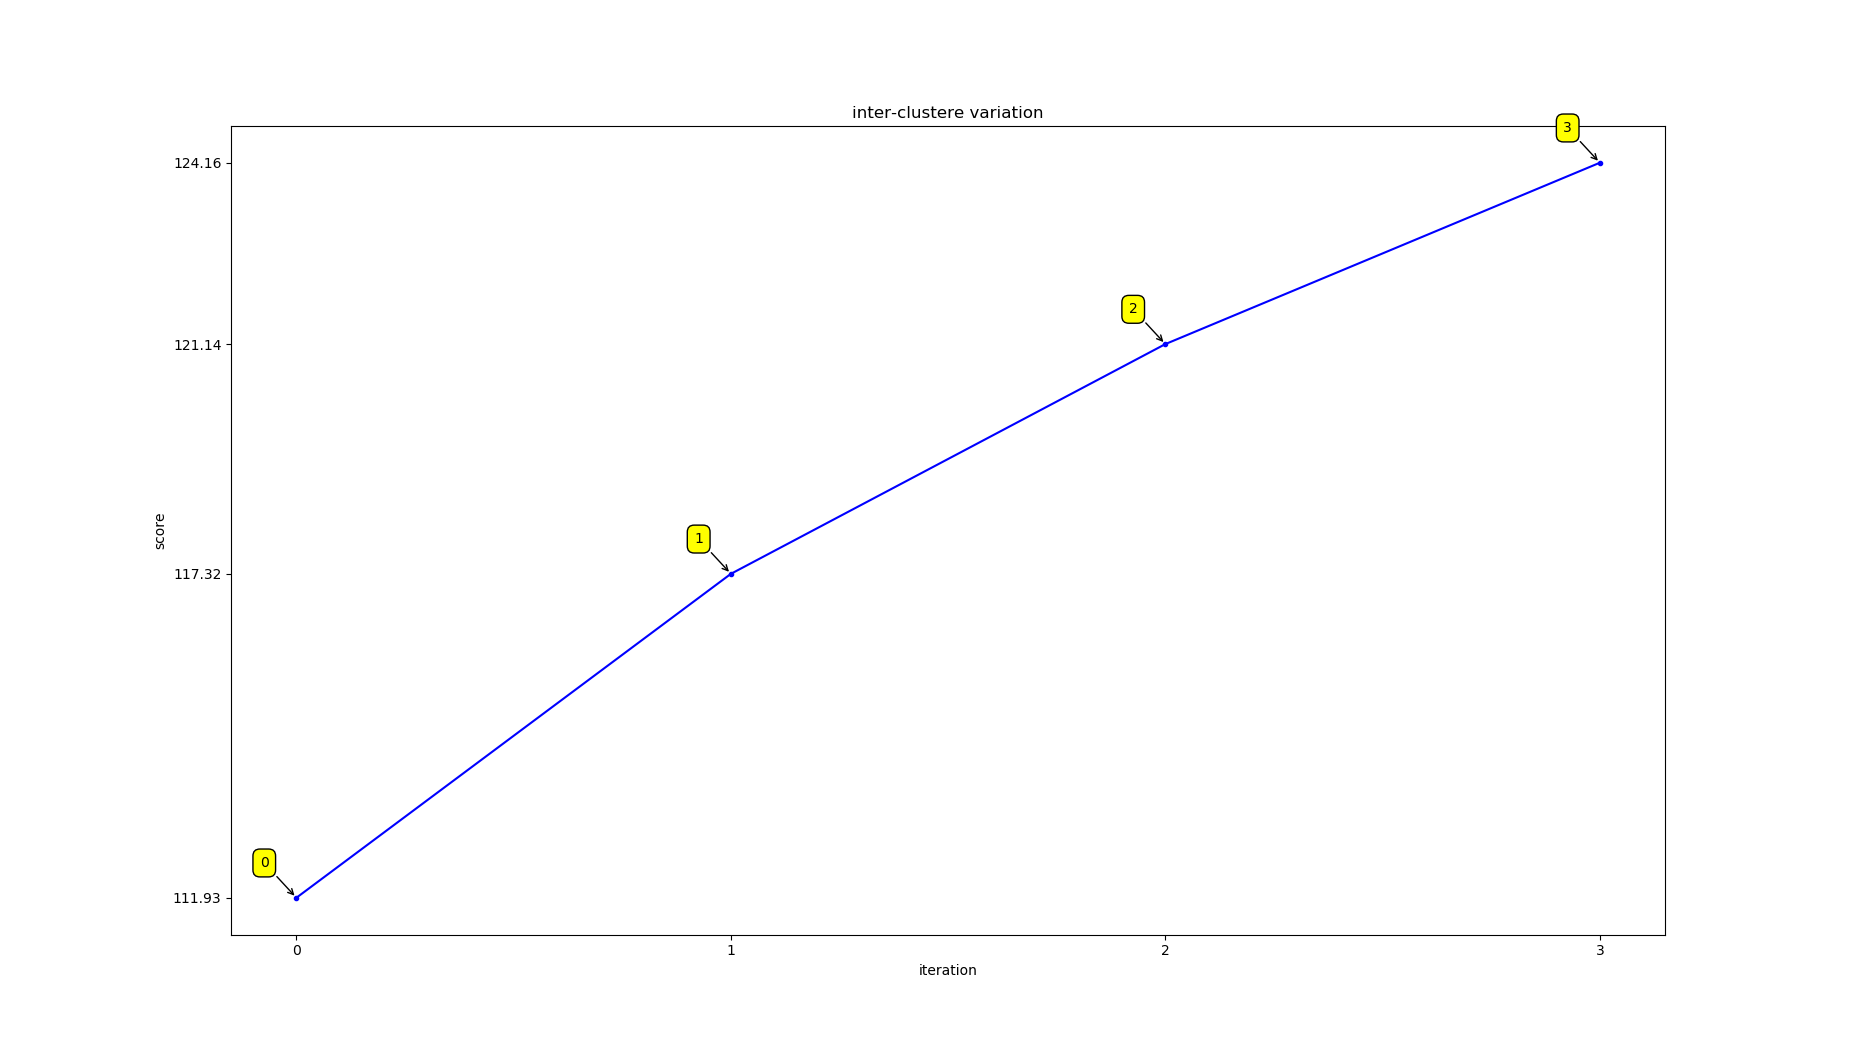 inter-clustere variation
3
124.16
2
121.14
1
score
117.32
0
111.93
0 1 2 3
iteration